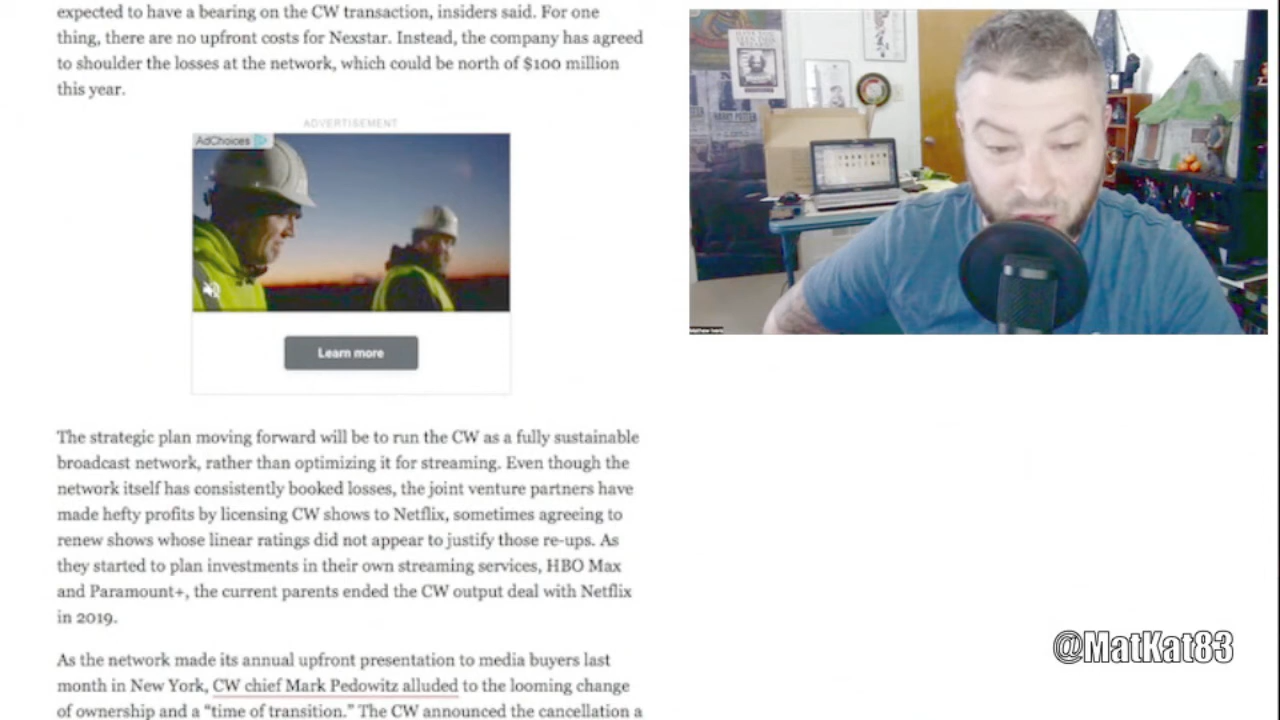 expected to have a bearing on the CW transaction, insiders said. For one
thing, there are no upfront costs for Nexstar. Instead, the company has agreed
to shoulder the losses at the network, which could be north of $100 million
this year.
ADVERTISEMENT
AdChoices
Learn more
The strategic plan moving forward will be to run the CW as a fully sustainable
broadcast network, rather than optimizing it for streaming. Even though the
network itself has consistently booked losses, the joint venture partners have
made hefty profits by licensing CW shows to Netflix, sometimes agreeing to
renew shows whose linear ratings did not appear to justify those re-ups. As
they started to plan investments in their own streaming services, HBO Max
and Paramount+, the current parents ended the CW output deal with Netflix
in 2019.
As the network made its annual upfront presentation to media buyers last
month in New York, CW chief Mark Pedowitz alluded to the looming change
of ownership and a “time of transition.” The CW announced the cancellation a
@MatKat83